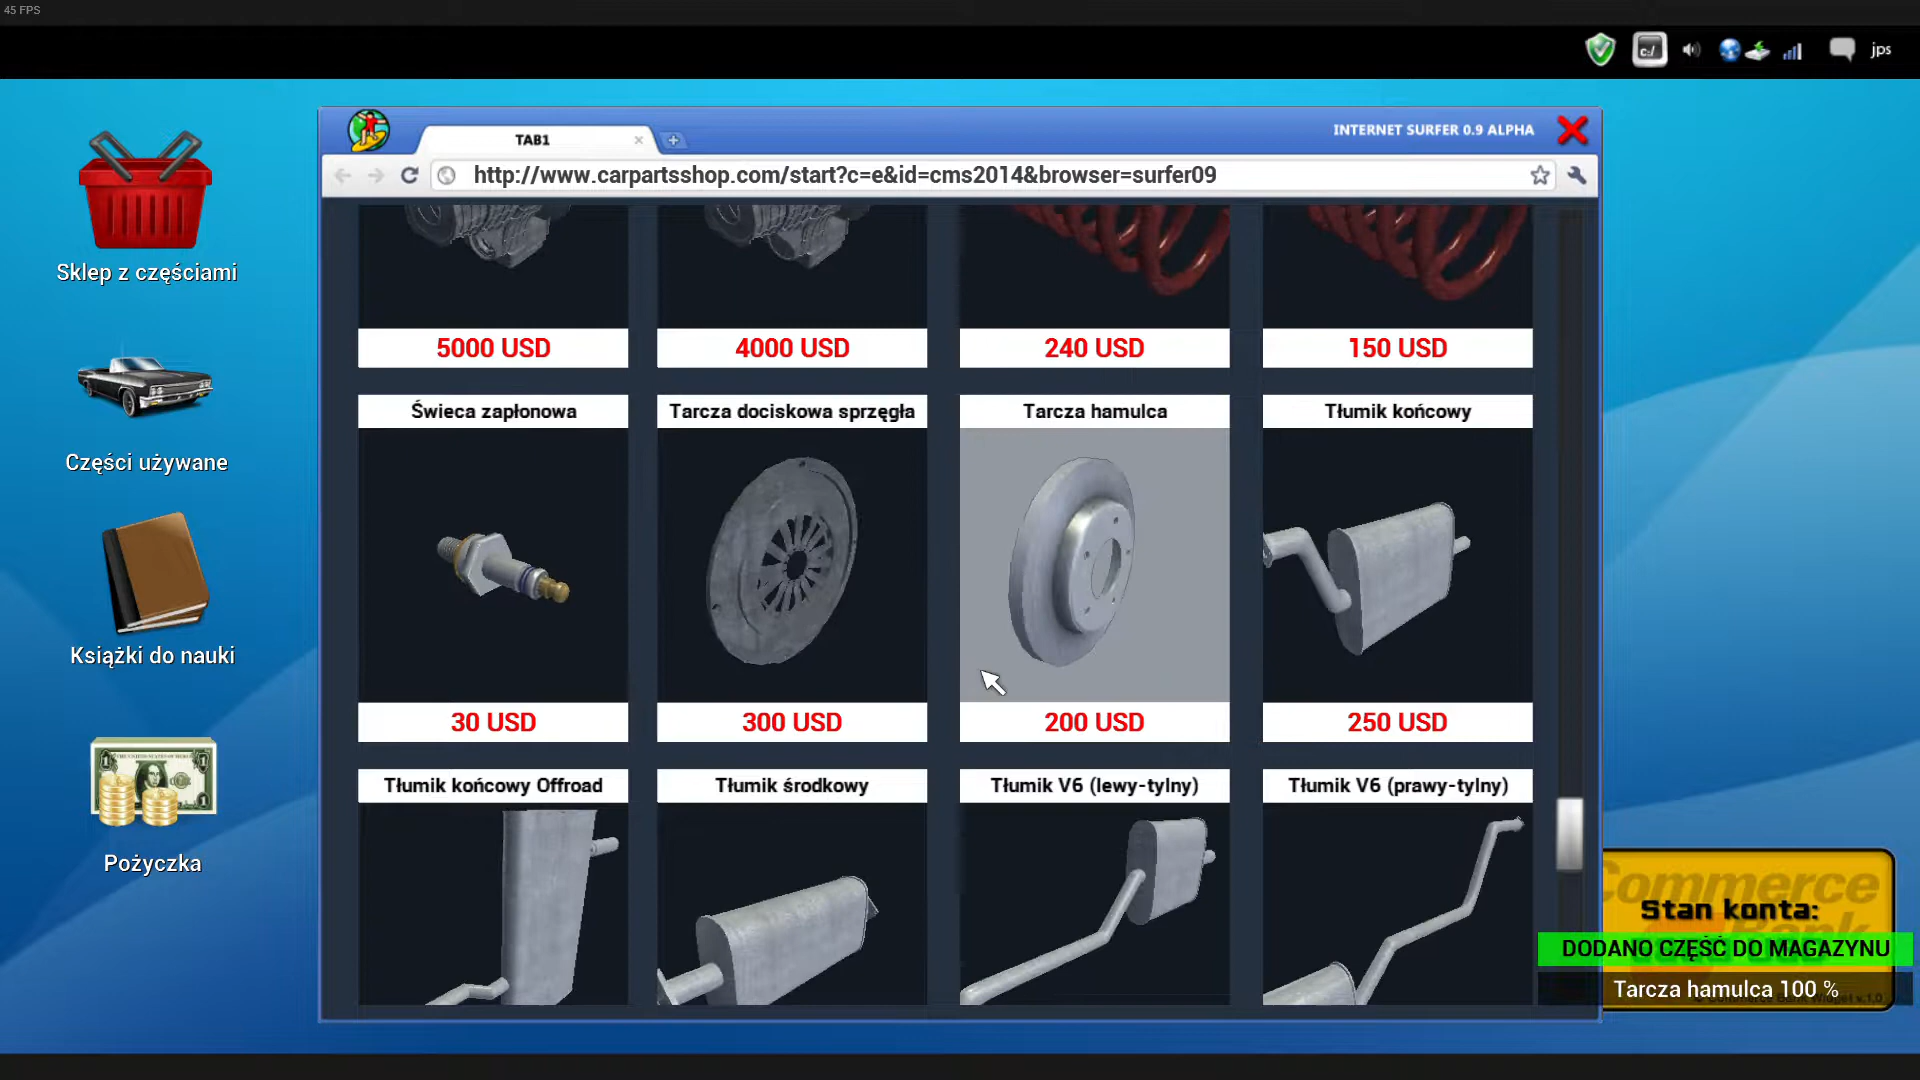 45 FPS
c:/
jps
TAB1
INTERNET SURFER 0.9 ALPHA
http://www.carpartsshop.com/start?c=e&id=cms2014&browser=surfer09
Sklep z częściami
Części używane
Książki do nauki
Pożyczka
5000 USD
4000 USD
240 USD
150 USD
Świeca zapłonowa
Tarcza dociskowa sprzęgła
Tarcza hamulca
Tłumik końcowy
30 USD
300 USD
200 USD
250 USD
Tłumik końcowy Offroad
Tłumik środkowy
Tłumik V6 (lewy-tylny)
Tłumik V6 (prawy-tylny)
Commerce
Stan konta:
DODANO CZĘŚĆ DO MAGAZYNU
Tarcza hamulca 100 %